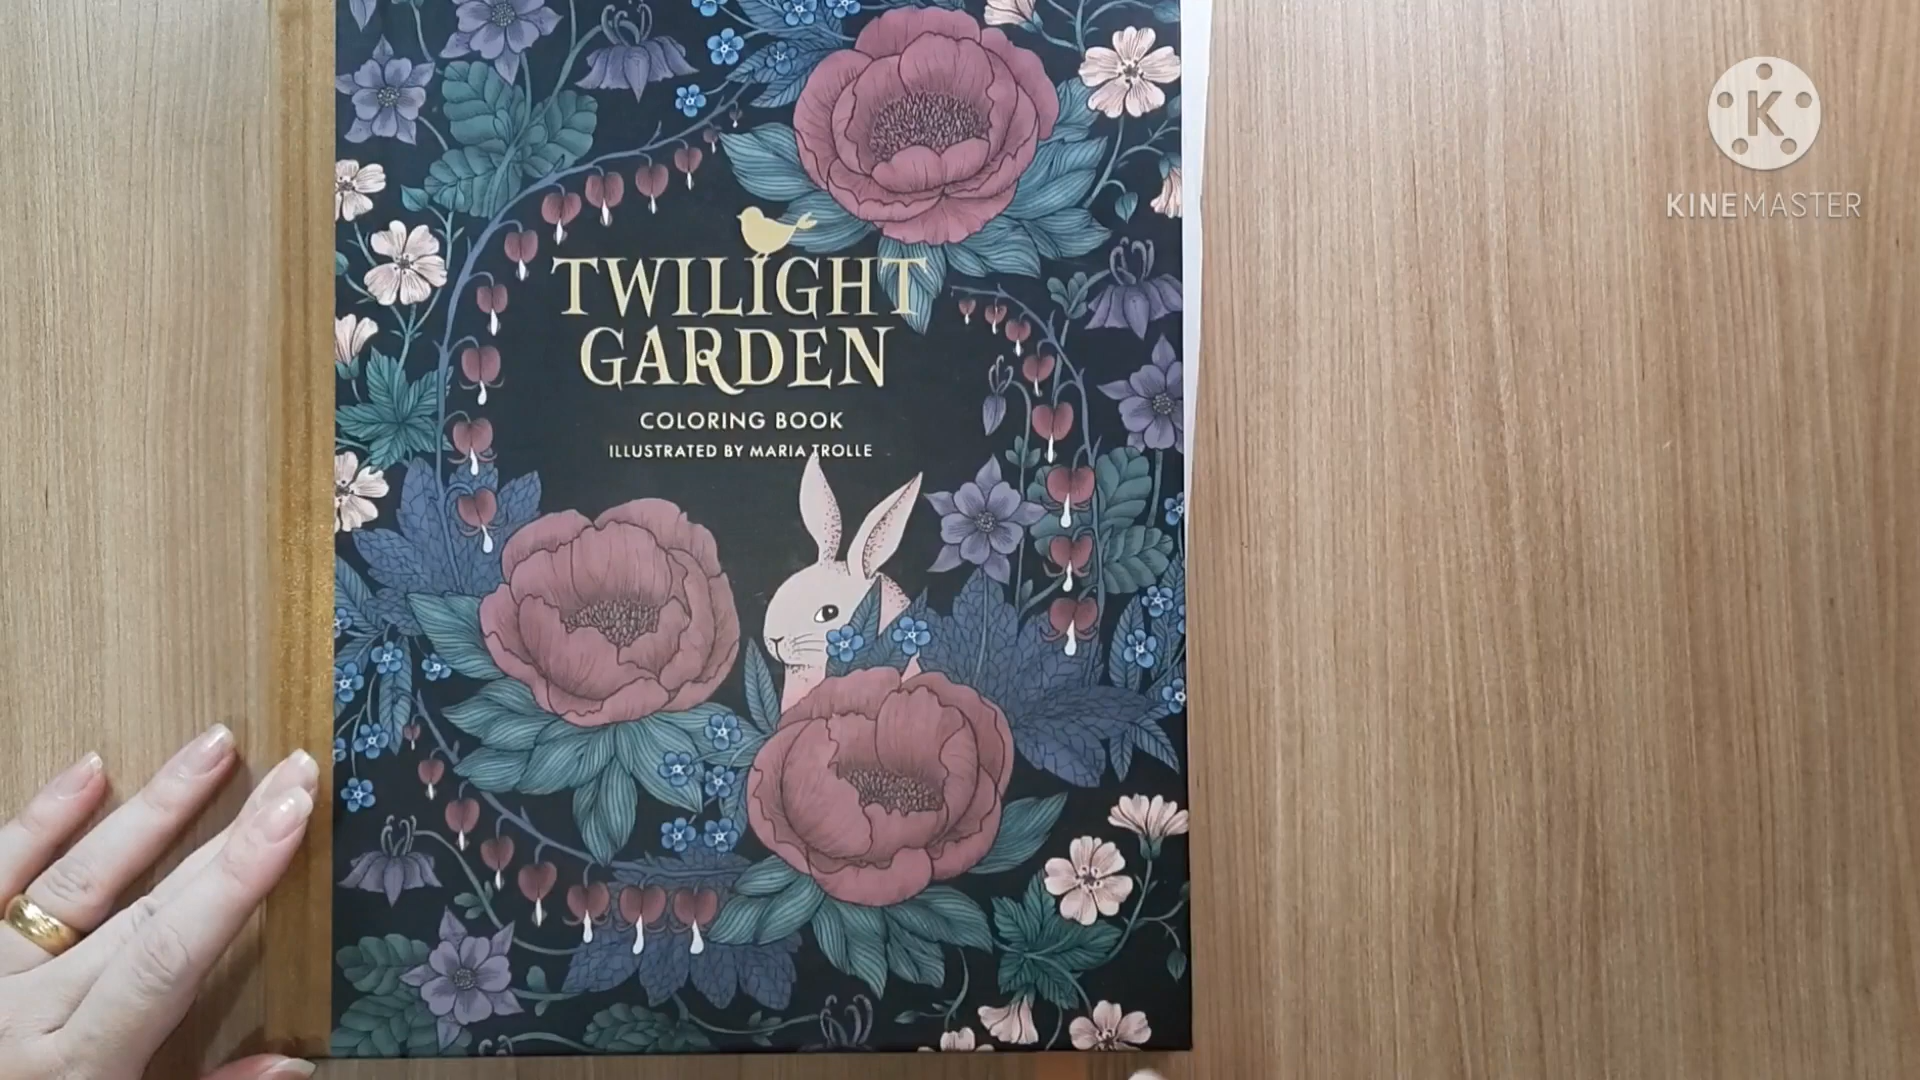 TWILIGHT
GARDEN
COLORING BOOK
ILLUSTRATED BY MARIA TROLLE
K
KINEMASTER